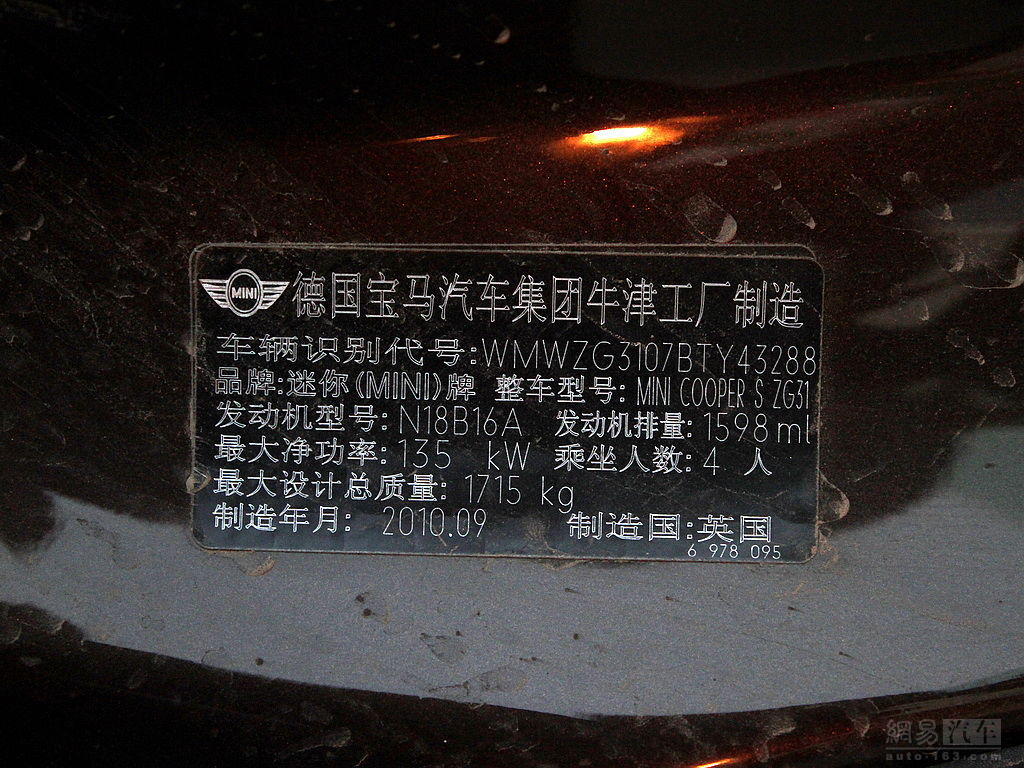 MINI 德国宝马汽车集团牛津工厂制造
车辆识别代号:WMWZG3107BTY43288
品牌:迷你(MINI)牌 整车型号: MINI COOPER S ZG31
发动机型号: N18B16A 发动机排量: 1598ml
最大净功率: 135 kW 乘坐人数: 4 人
最大设计总质量: 1715 kg
制造年月: 2010.09 制造国:英国
6 978 095
網易汽车
auto·163.com